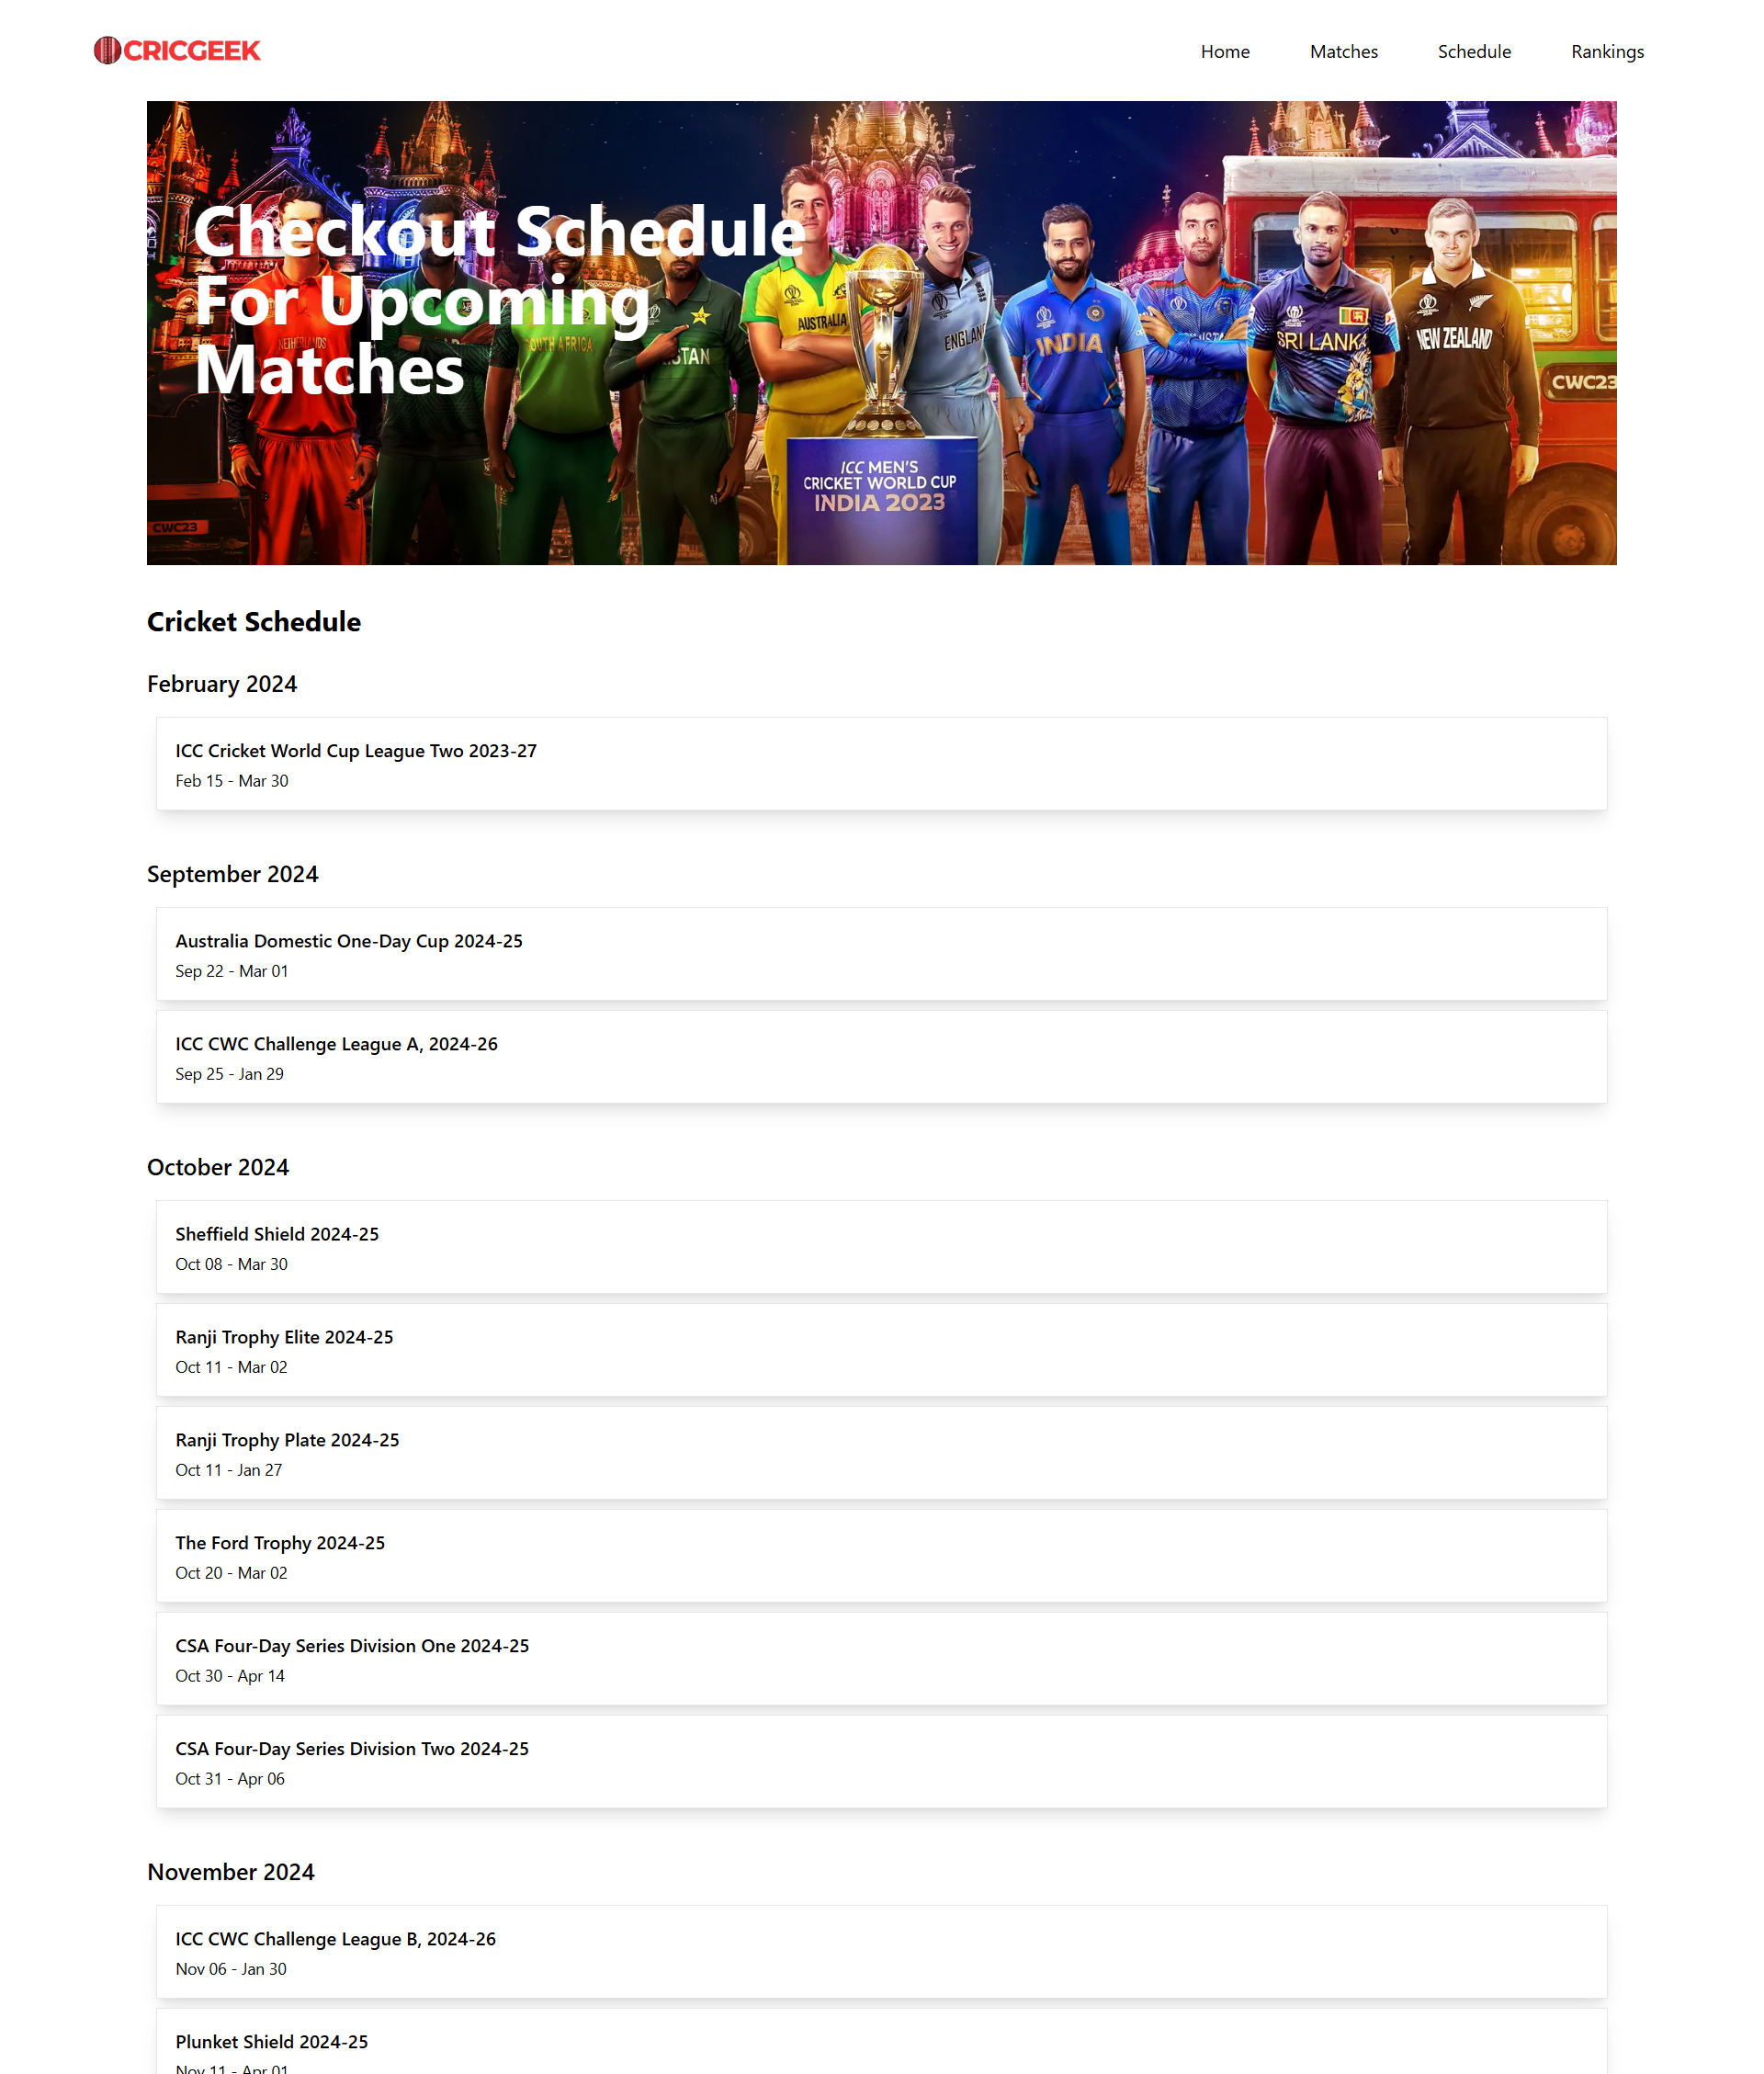 CRICGEEK
Home
Matches
Schedule
Rankings
Checkout Schedule
For Upcoming
Matches
NETHERLANDS
SOUTH AFRICA
AUSTRALIA
ENGLAND
INDIA
SRI LANKA
NEW ZEALAND
CWC23
ICC MEN'S
CRICKET WORLD CUP
INDIA 2023
CWC23
Cricket Schedule
February 2024
ICC Cricket World Cup League Two 2023-27
Feb 15 - Mar 30
September 2024
Australia Domestic One-Day Cup 2024-25
Sep 22 - Mar 01
ICC CWC Challenge League A, 2024-26
Sep 25 - Jan 29
October 2024
Sheffield Shield 2024-25
Oct 08 - Mar 30
Ranji Trophy Elite 2024-25
Oct 11 - Mar 02
Ranji Trophy Plate 2024-25
Oct 11 - Jan 27
The Ford Trophy 2024-25
Oct 20 - Mar 02
CSA Four-Day Series Division One 2024-25
Oct 30 - Apr 14
CSA Four-Day Series Division Two 2024-25
Oct 31 - Apr 06
November 2024
ICC CWC Challenge League B, 2024-26
Nov 06 - Jan 30
Plunket Shield 2024-25
Nov 11 - Apr 01